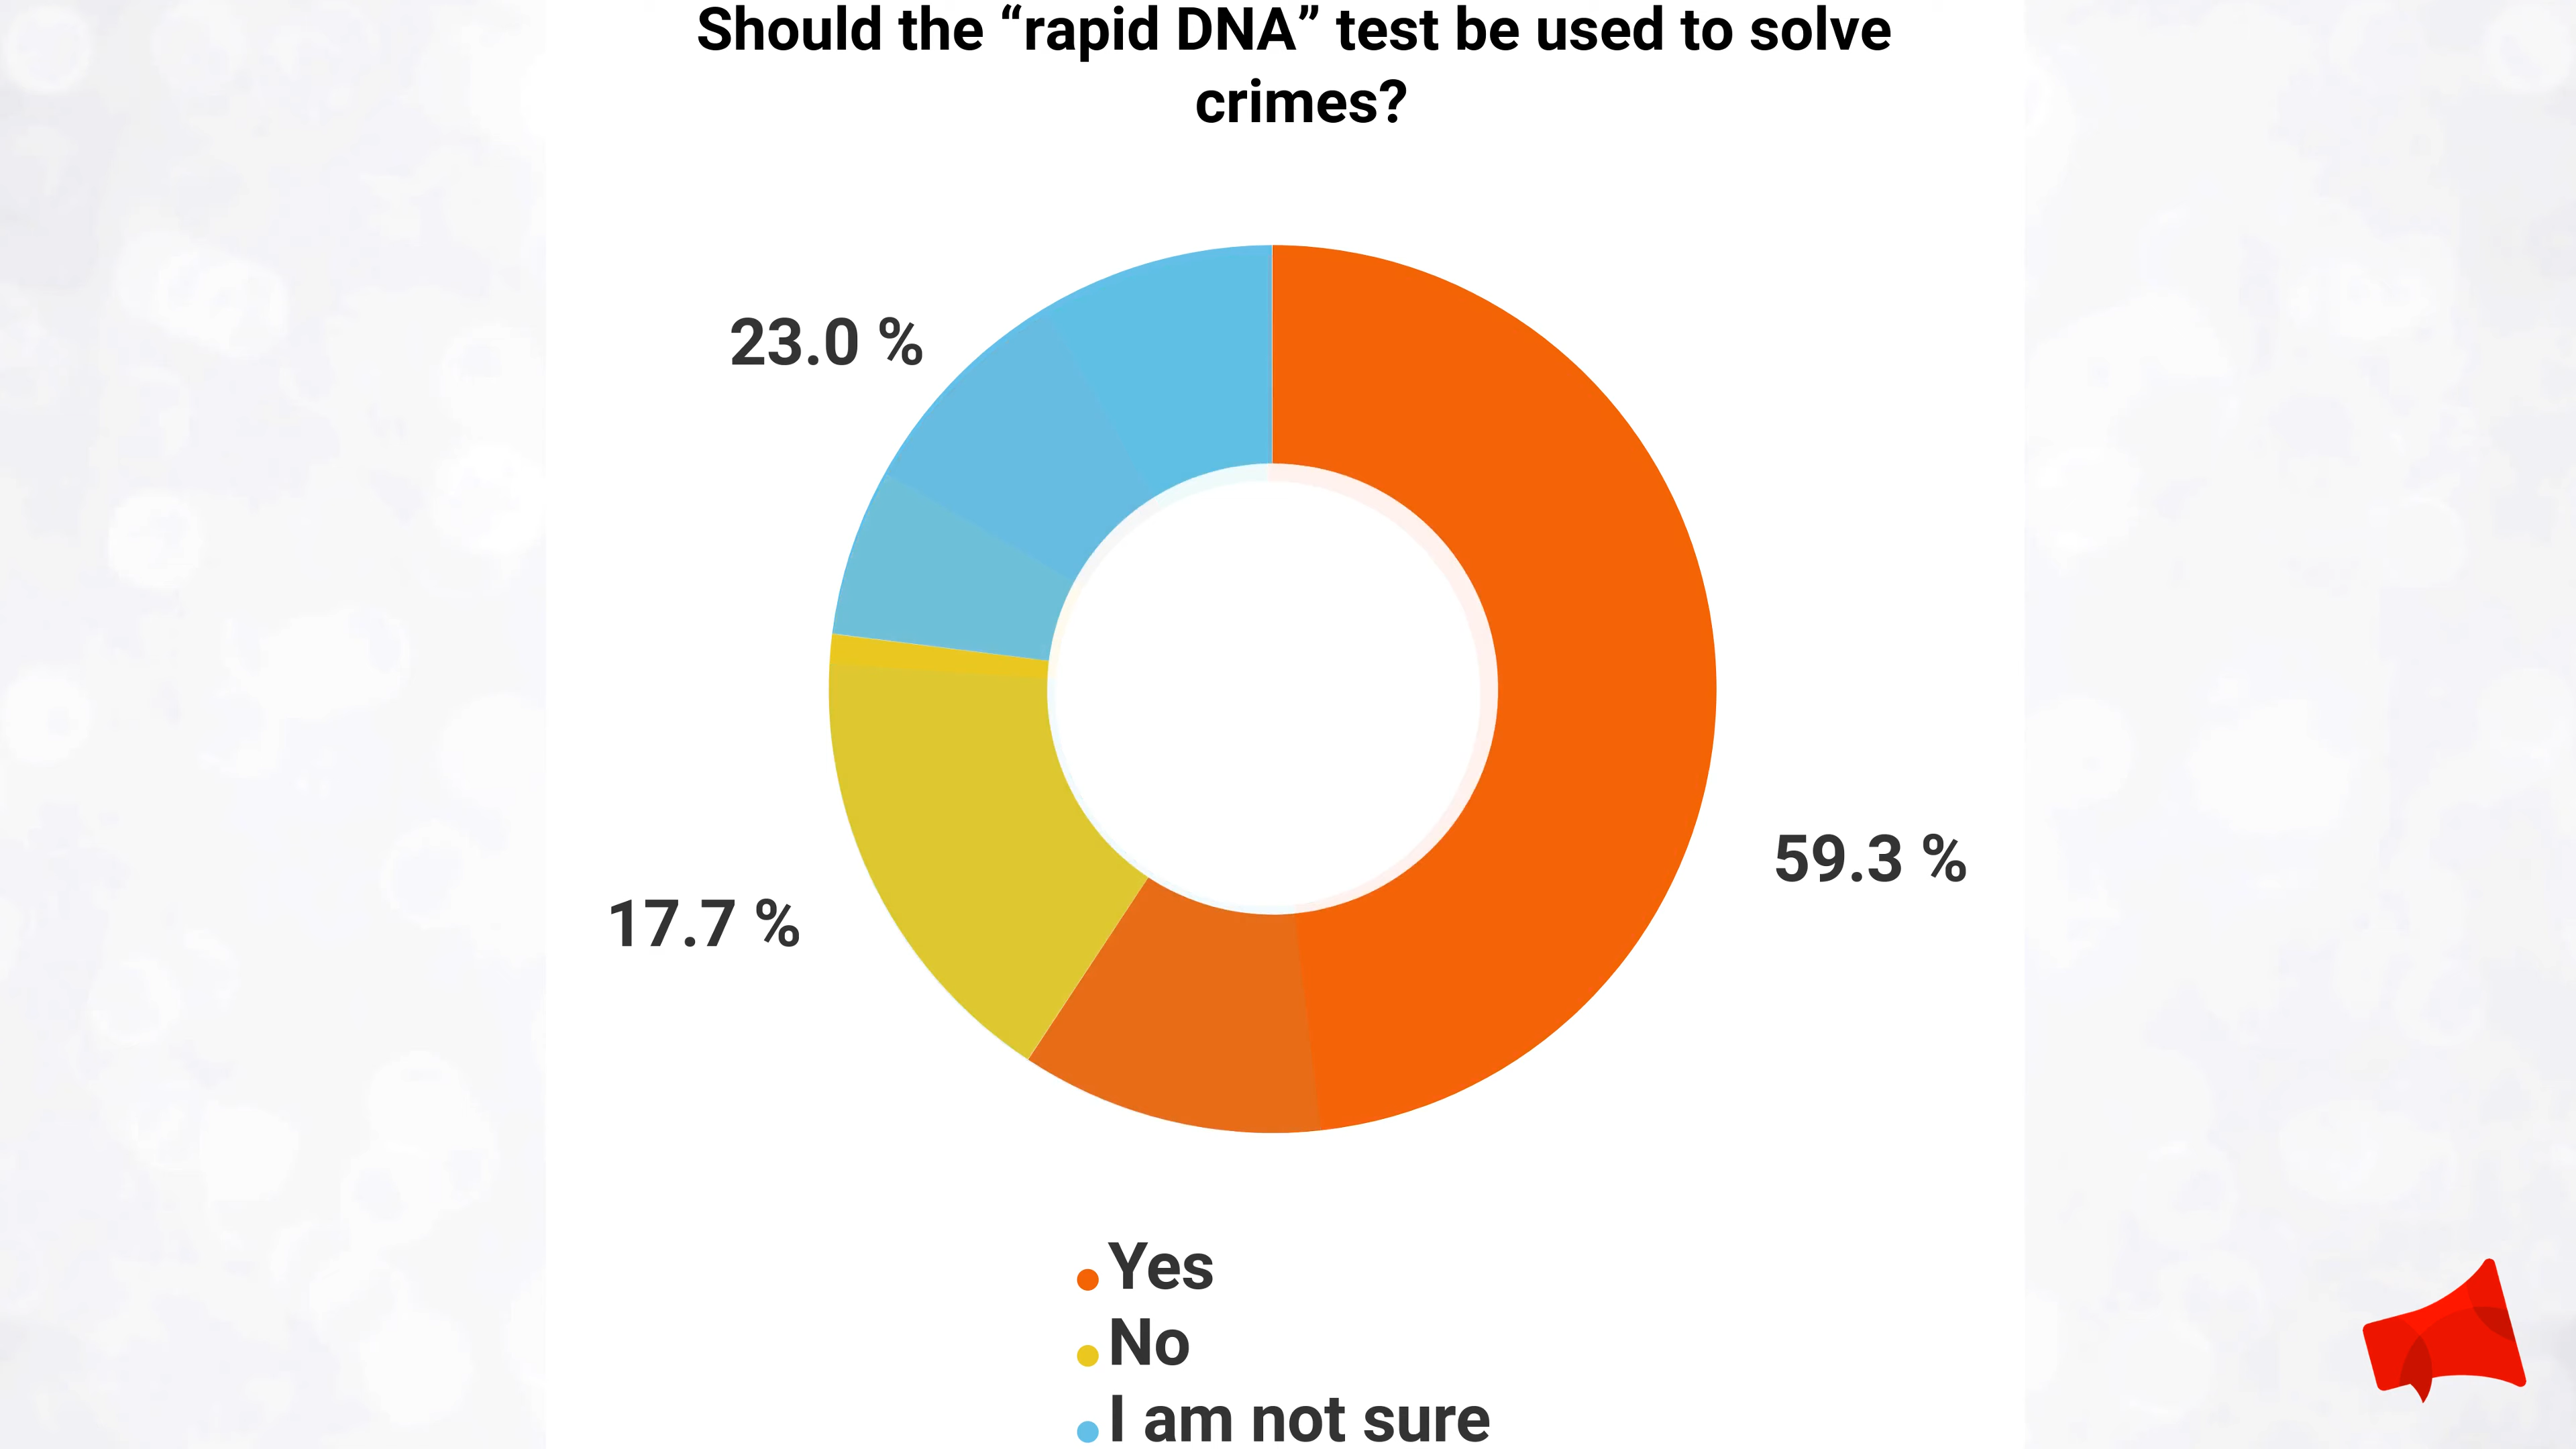 Should the “rapid DNA” test be used to solve
crimes?
23.0 %
59.3 %
17.7 %
Yes
No
I am not sure